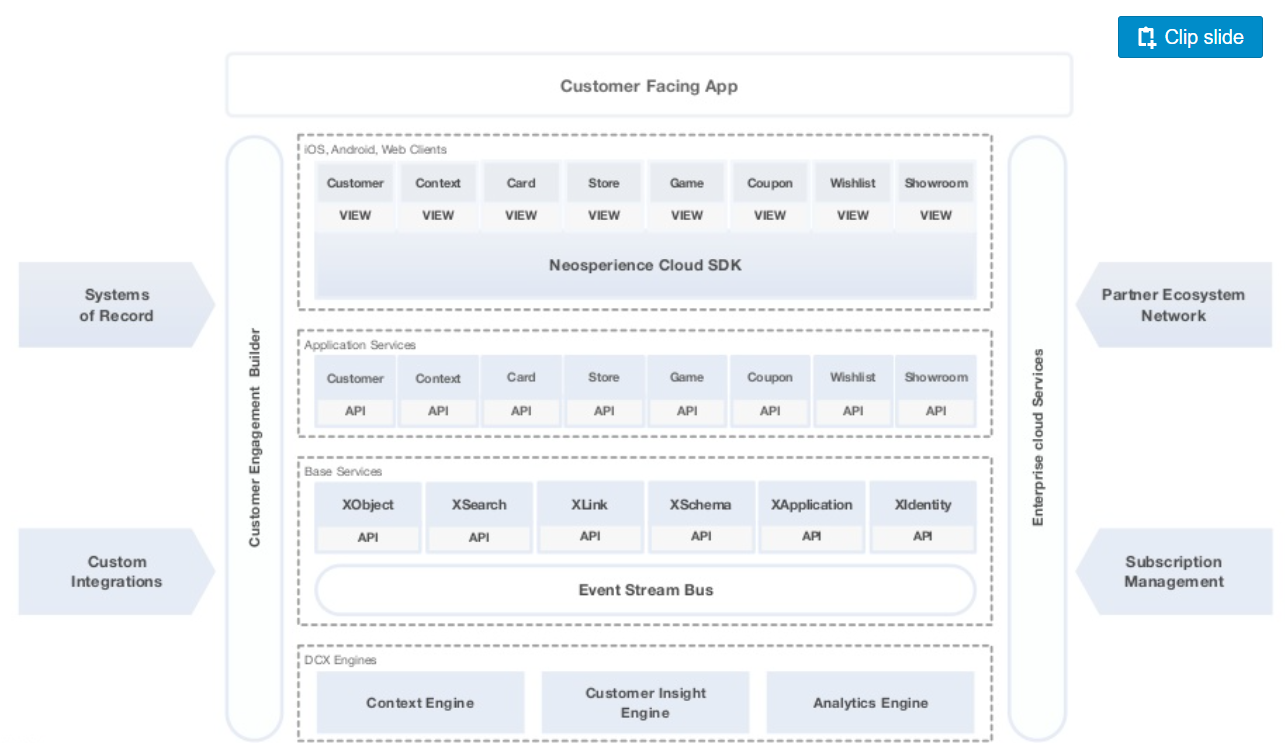 Clip slide
Customer Facing App
iOS, Android, Web Clients
Customer Context Card Store Game Coupon Wishlist Showroom
VIEW VIEW VIEW VIEW VIEW VIEW VIEW VIEW
Neosperience Cloud SDK
Systems
of Record
Partner Ecosystem
Network
Customer Engagement Builder
Enterprise cloud Services
Application Services
Customer Context Card Store Game Coupon Wishlist Showroom
API API API API API API API API
Base Services
XObject XSearch XLink XSchema XApplication XIdentity
API API API API API API
Custom
Integrations
Subscription
Management
Event Stream Bus
DCX Engines
Context Engine
Customer Insight
Engine
Analytics Engine